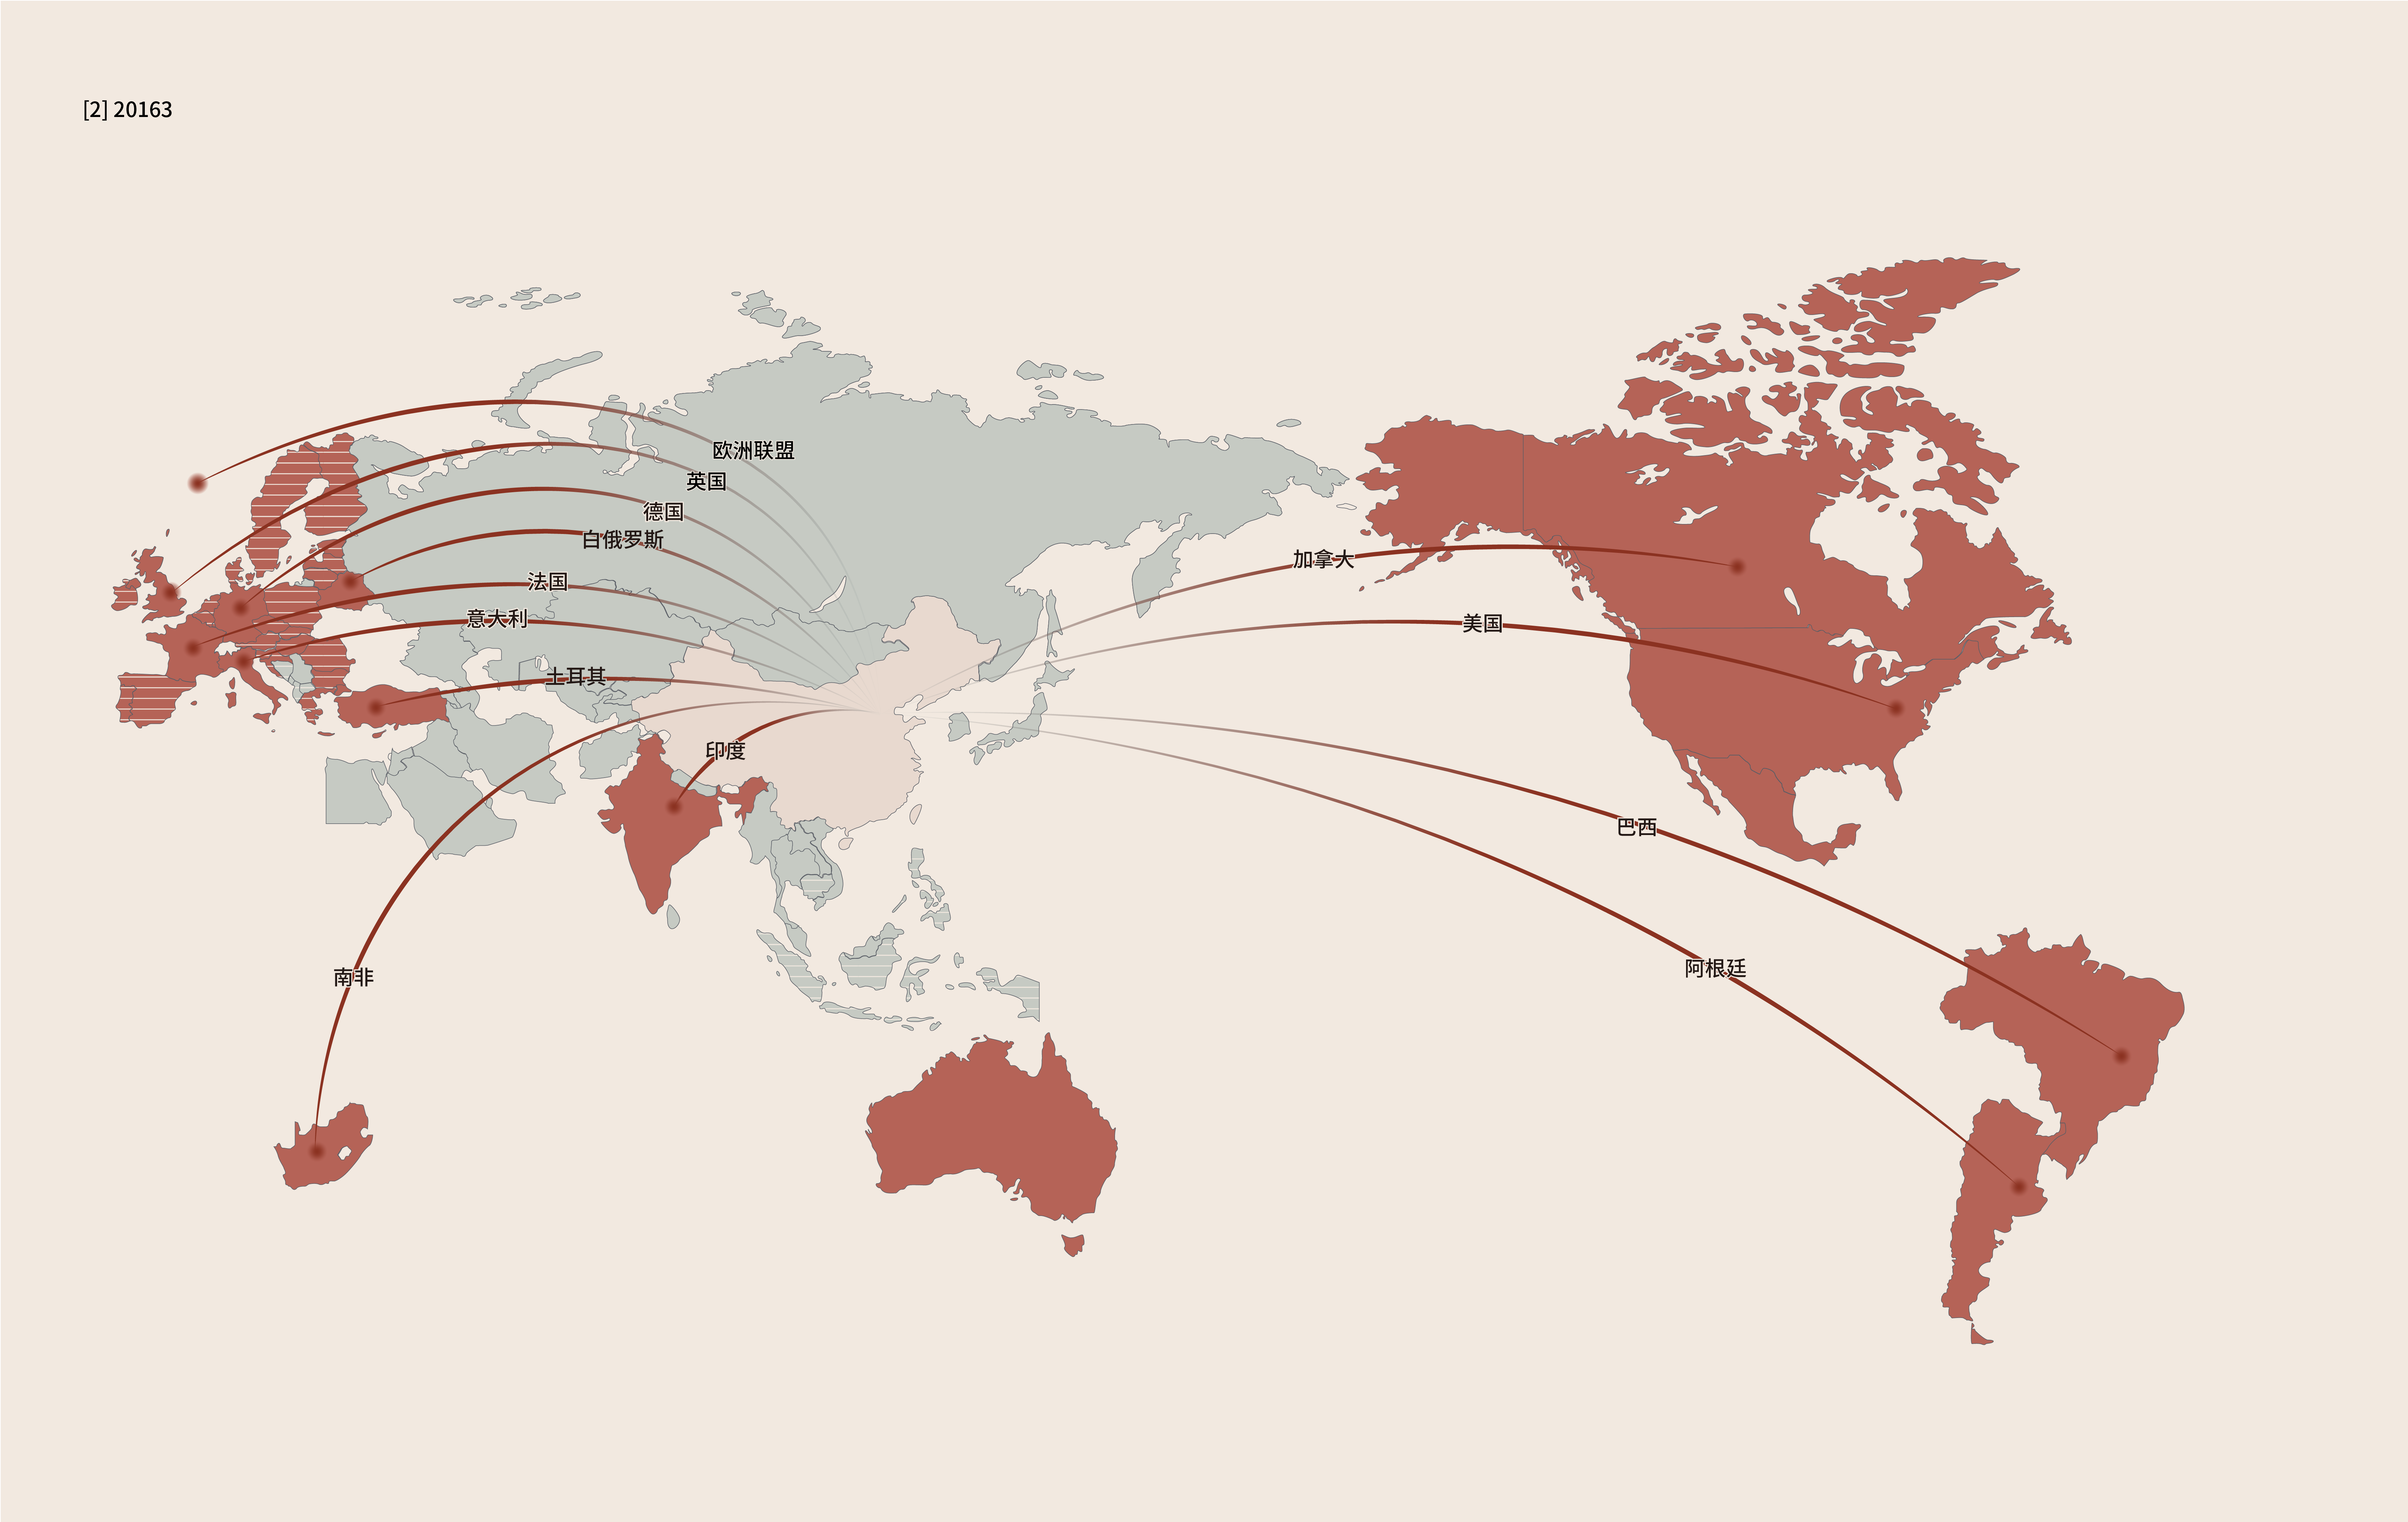 [2] 20163
欧洲联盟
英国
德国
白俄罗斯
加拿大
法国
意大利
美国
土耳其
印度
巴西
阿根廷
南非